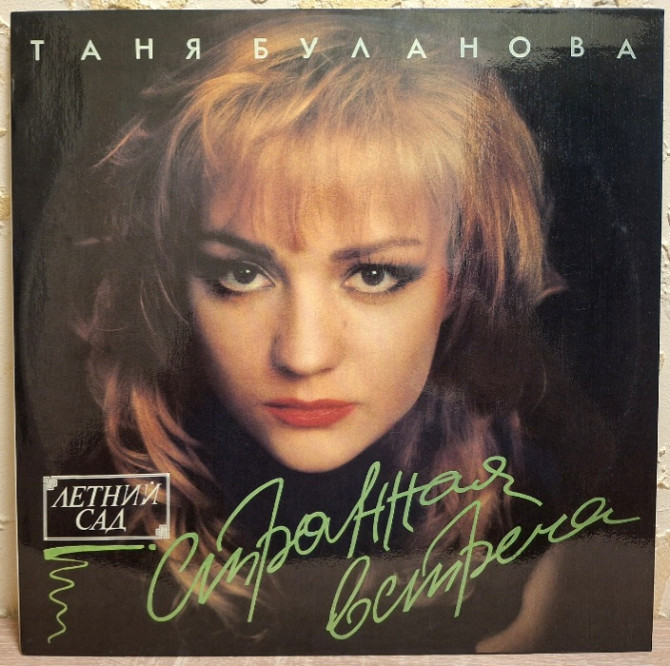 ТАНЯ БУЛАНОВА
ЛЕТНИЙ
САД
Странная
встреча